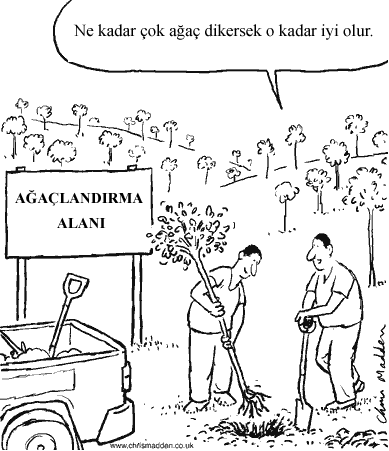 Ne kadar çok ağaç dikersek o kadar iyi olur.
AĞAÇLANDIRMA
ALANI
Chris Madden
www.chrismadden.co.uk